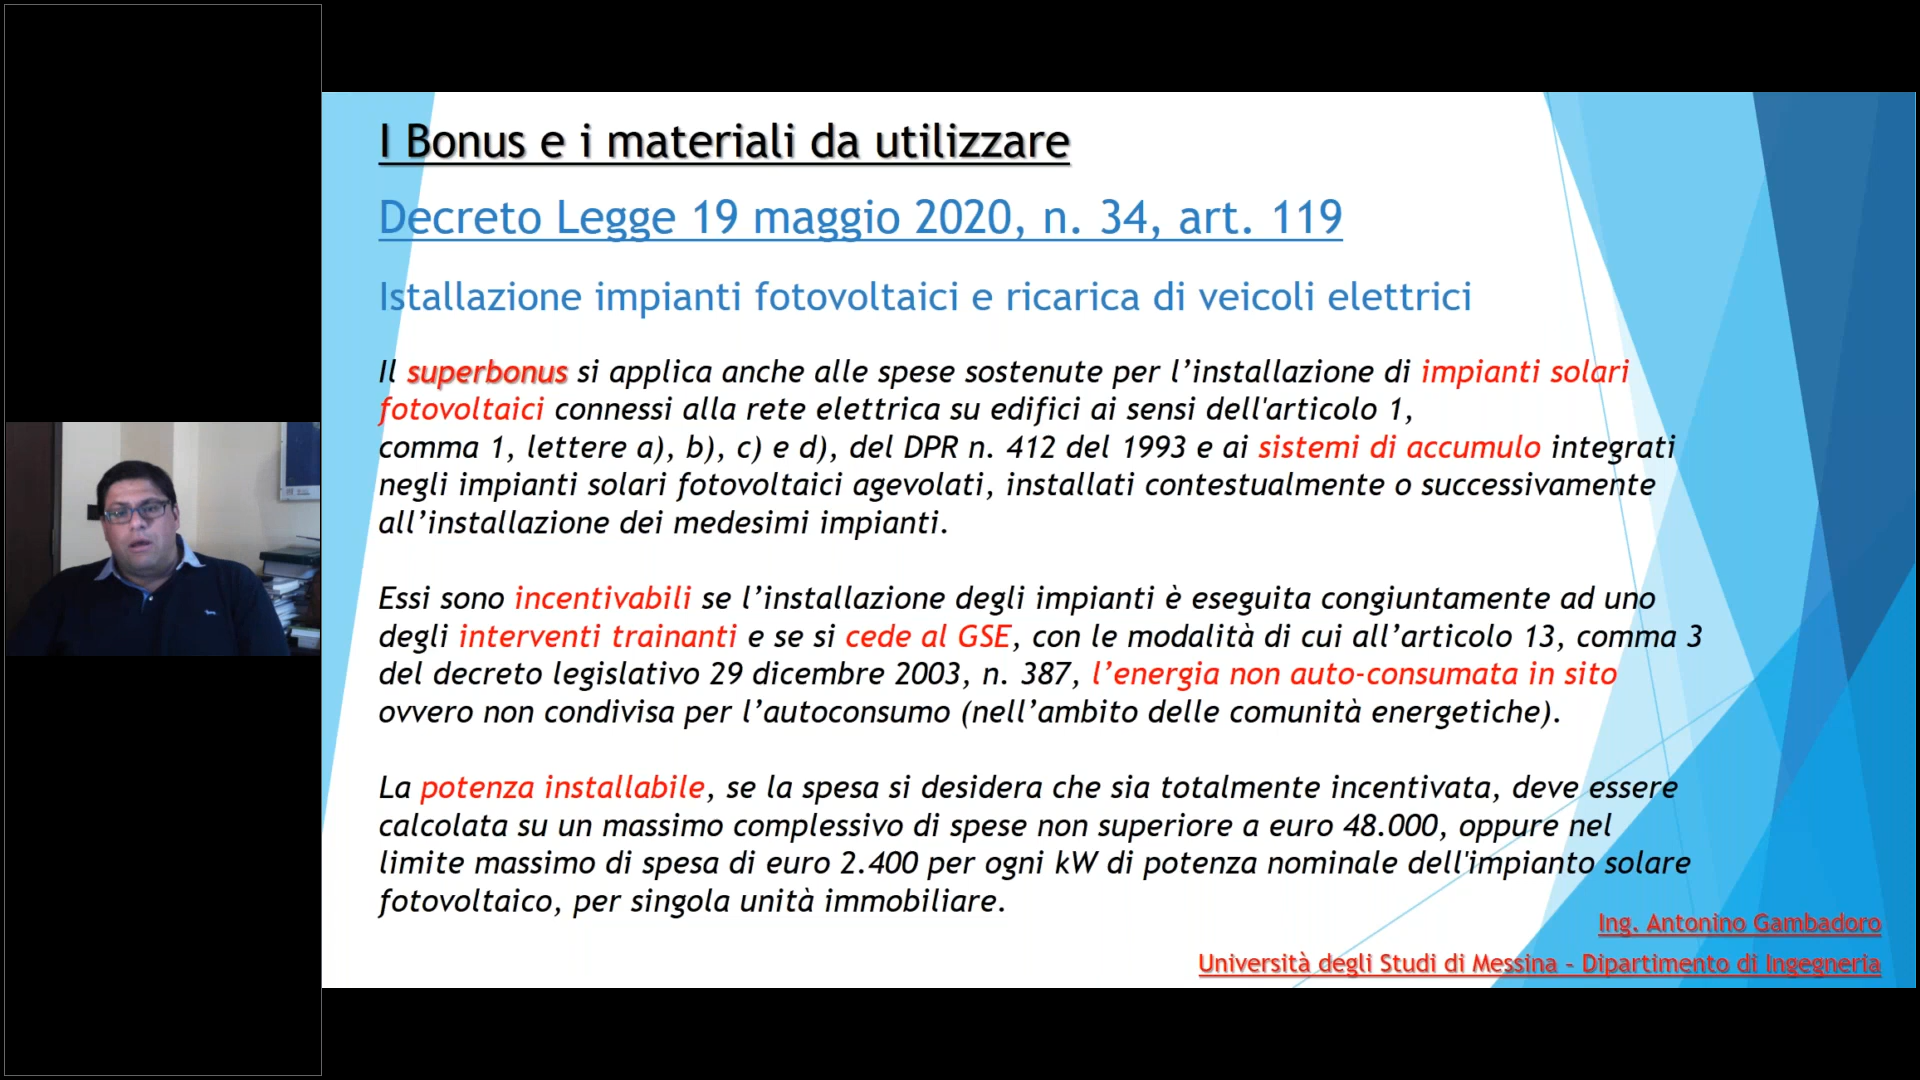 I Bonus e i materiali da utilizzare
Decreto Legge 19 maggio 2020, n. 34, art. 119
Istallazione impianti fotovoltaici e ricarica di veicoli elettrici
Il superbonus si applica anche alle spese sostenute per l’installazione di impianti solari
fotovoltaici connessi alla rete elettrica su edifici ai sensi dell'articolo 1,
comma 1, lettere a), b), c) e d), del DPR n. 412 del 1993 e ai sistemi di accumulo integrati
negli impianti solari fotovoltaici agevolati, installati contestualmente o successivamente
all’installazione dei medesimi impianti.
Essi sono incentivabili se l’installazione degli impianti è eseguita congiuntamente ad uno
degli interventi trainanti e se si cede al GSE, con le modalità di cui all’articolo 13, comma 3
del decreto legislativo 29 dicembre 2003, n. 387, l’energia non auto-consumata in sito
ovvero non condivisa per l’autoconsumo (nell’ambito delle comunità energetiche).
La potenza installabile, se la spesa si desidera che sia totalmente incentivata, deve essere
calcolata su un massimo complessivo di spese non superiore a euro 48.000, oppure nel
limite massimo di spesa di euro 2.400 per ogni kW di potenza nominale dell'impianto solare
fotovoltaico, per singola unità immobiliare.
Ing. Antonino Gambadoro
Università degli Studi di Messina – Dipartimento di Ingegneria